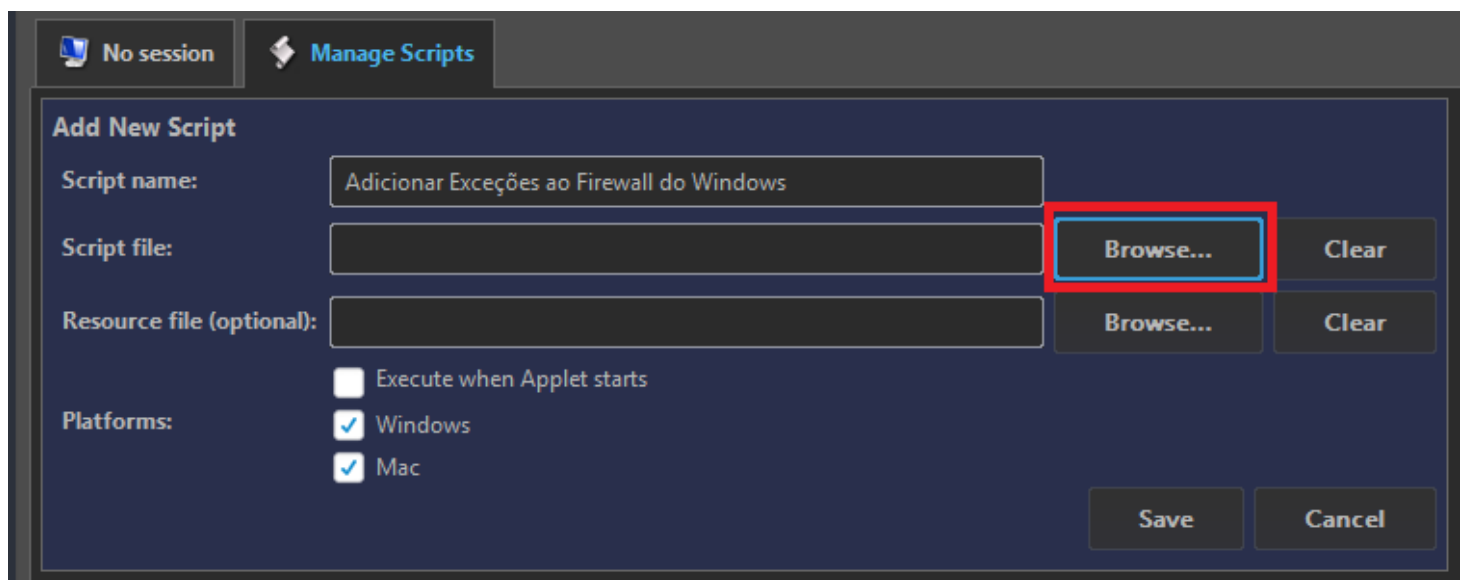 No session
Manage Scripts
Add New Script
Script name:
Adicionar Exceções ao Firewall do Windows
Script file:
Browse...
Clear
Resource file (optional):
Browse...
Clear
Execute when Applet starts
Platforms:
Windows
Mac
Save
Cancel